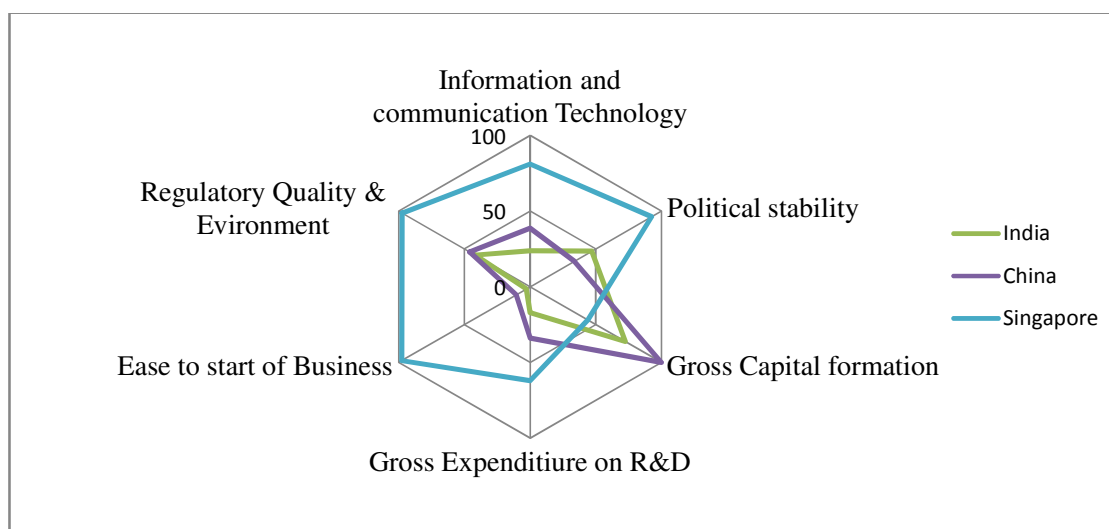 Information and
communication Technology
100
Regulatory Quality &
Evironment
Political stability
50
India
China
0
Singapore
Ease to start of Business
Gross Capital formation
Gross Expenditiure on R&D